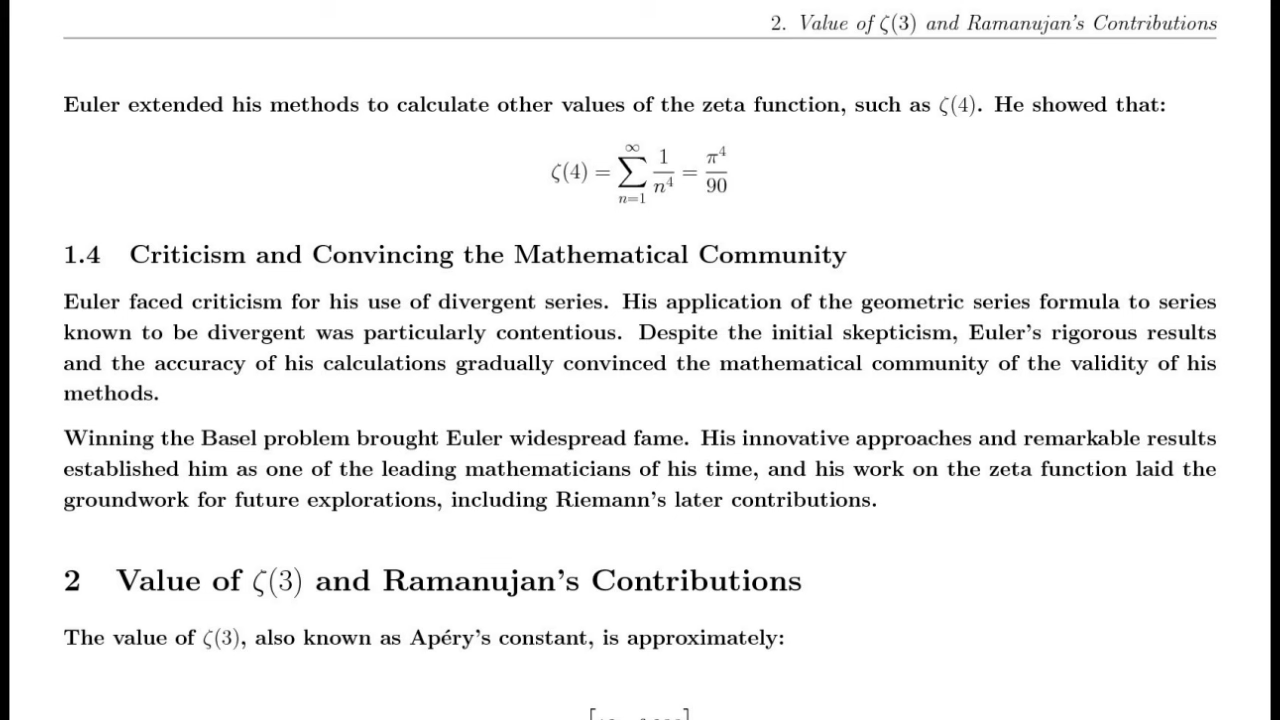 2. Value of ζ(3) and Ramanujan's Contributions
Euler extended his methods to calculate other values of the zeta function, such as ζ(4). He showed that:
ζ(4) = ∑_{n=1}^{∞} 1/n^4 = π^4/90
1.4 Criticism and Convincing the Mathematical Community
Euler faced criticism for his use of divergent series. His application of the geometric series formula to series
known to be divergent was particularly contentious. Despite the initial skepticism, Euler's rigorous results
and the accuracy of his calculations gradually convinced the mathematical community of the validity of his
methods.
Winning the Basel problem brought Euler widespread fame. His innovative approaches and remarkable results
established him as one of the leading mathematicians of his time, and his work on the zeta function laid the
groundwork for future explorations, including Riemann's later contributions.
2 Value of ζ(3) and Ramanujan's Contributions
The value of ζ(3), also known as Apéry's constant, is approximately: